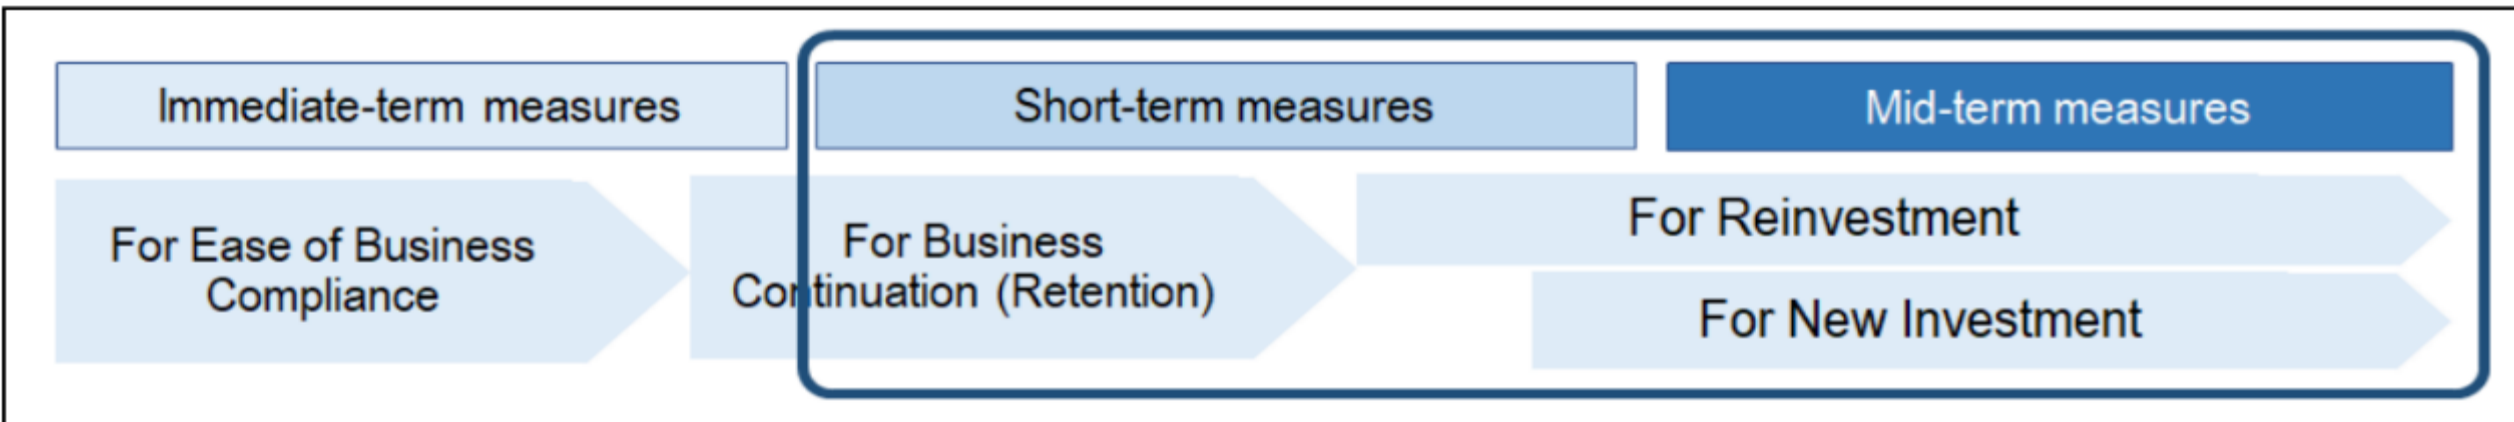 Immediate-term measures
Short-term measures
Mid-term measures
For Ease of Business
Compliance
For Business
Continuation (Retention)
For Reinvestment
For New Investment